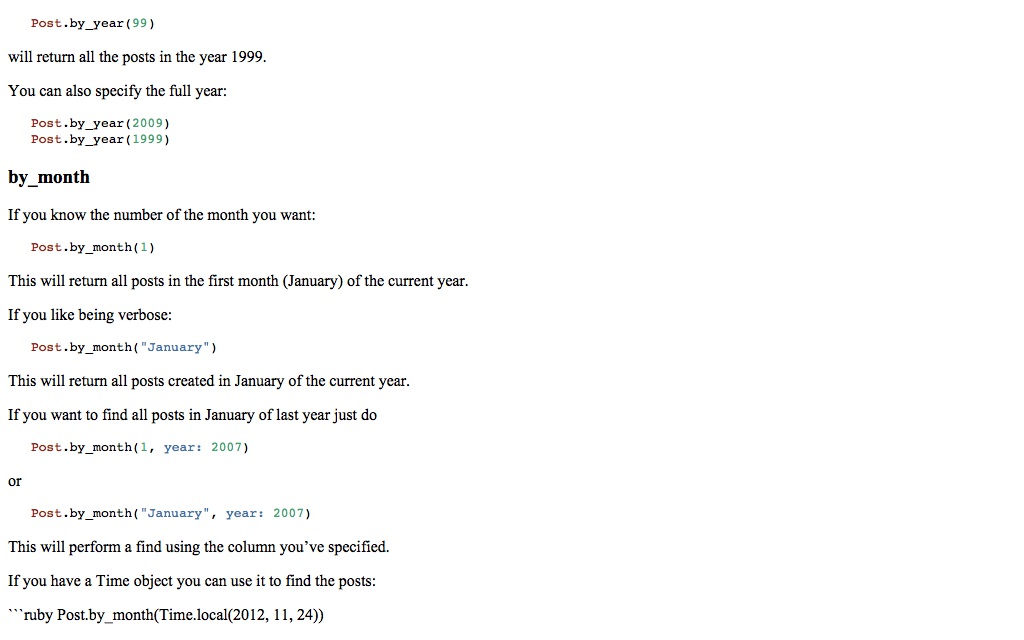 Post.by_year(99)
will return all the posts in the year 1999.
You can also specify the full year:
Post.by_year(2009)
Post.by_year(1999)
by_month
If you know the number of the month you want:
Post.by_month(1)
This will return all posts in the first month (January) of the current year.
If you like being verbose:
Post.by_month("January")
This will return all posts created in January of the current year.
If you want to find all posts in January of last year just do
Post.by_month(1, year: 2007)
or
Post.by_month("January", year: 2007)
This will perform a find using the column you’ve specified.
If you have a Time object you can use it to find the posts:
```ruby Post.by_month(Time.local(2012, 11, 24))